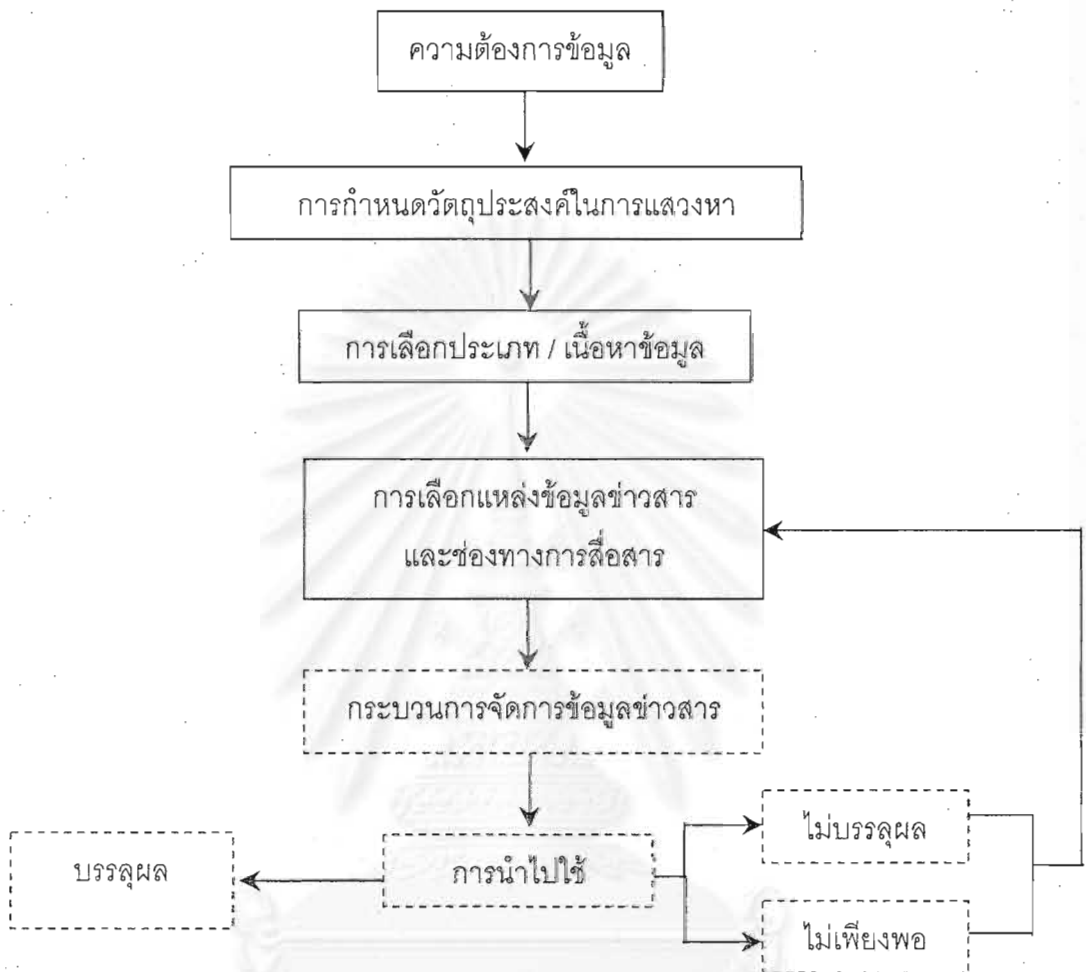 ความต้องการข้อมูล
การกำหนดวัตถุประสงค์ในการแสวงหา
การเลือกประเภท / เนื้อหาข้อมูล
การเลือกแหล่งข้อมูลข่าวสาร
และช่องทางการสื่อสาร
กระบวนการจัดการข้อมูลข่าวสาร
ไม่บรรลุผล
บรรลุผล
การนำไปใช้
ไม่เพียงพอ